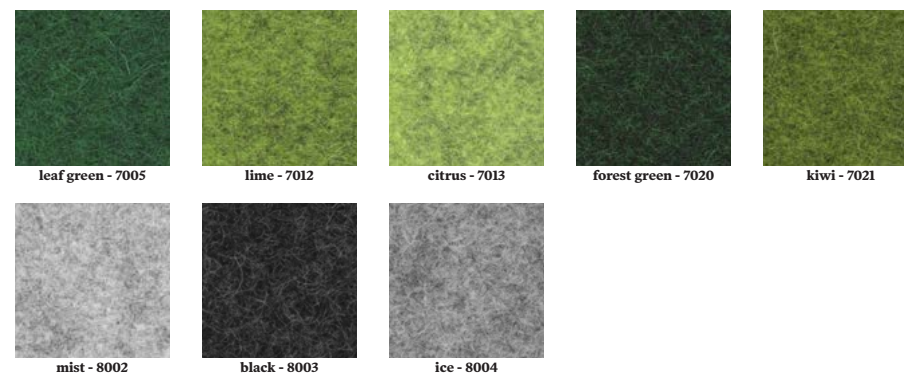 leaf green - 7005
lime - 7012
citrus - 7013
forest green - 7020
kiwi - 7021
mist - 8002
black - 8003
ice - 8004